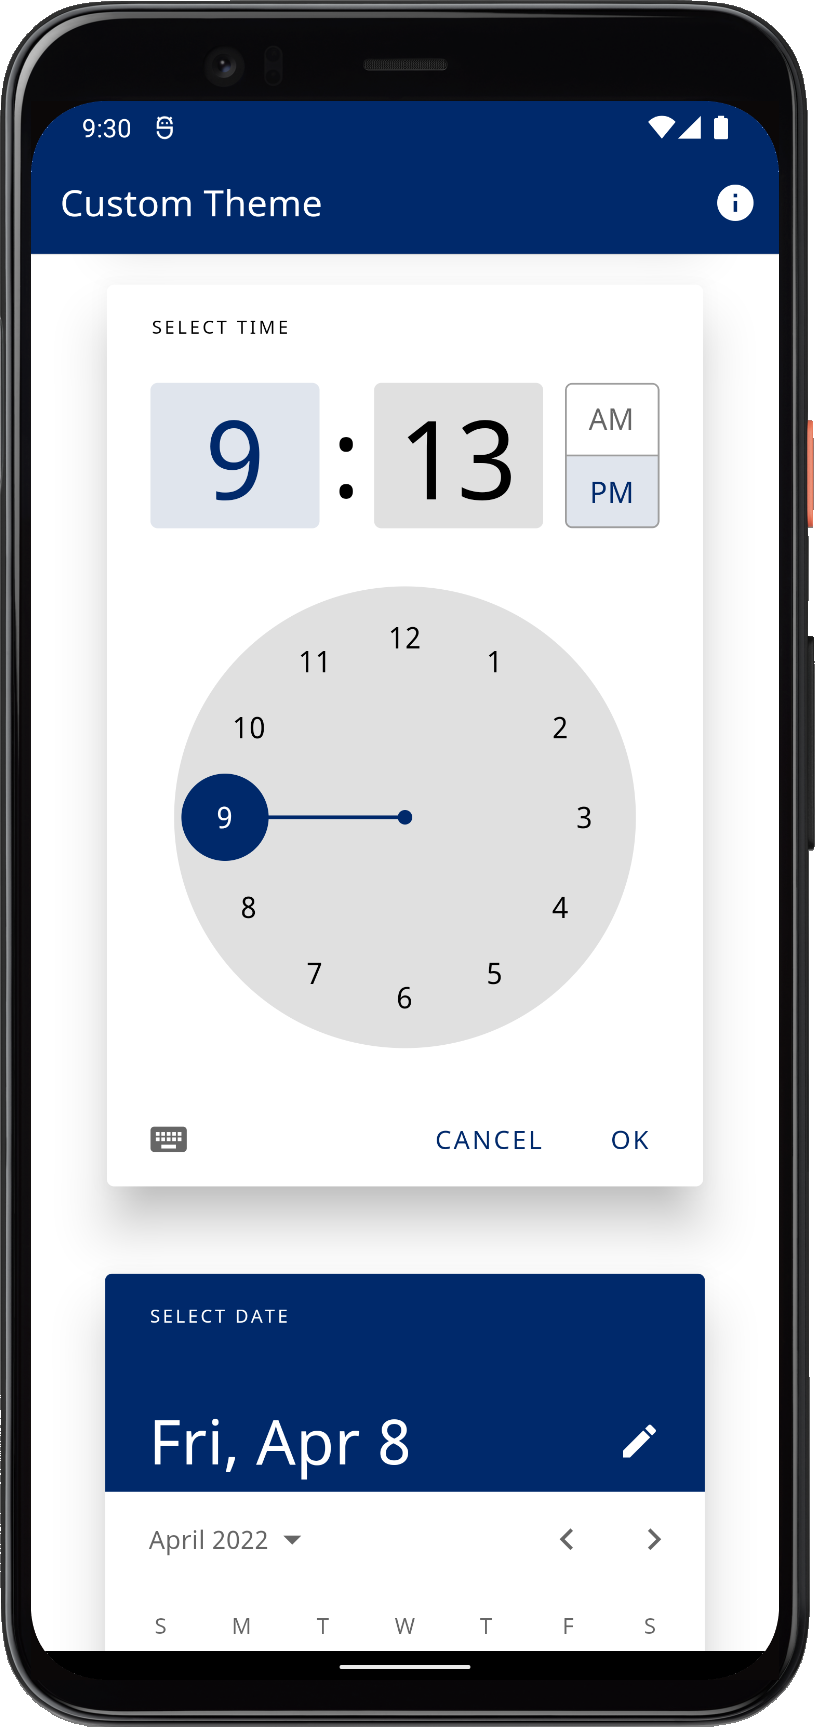 9:30
Custom Theme
SELECT TIME
9 : 13
AM
PM
12
11 1
10 2
9 3
8 4
7 5
6
CANCEL OK
SELECT DATE
Fri, Apr 8
April 2022
S M T W T F S